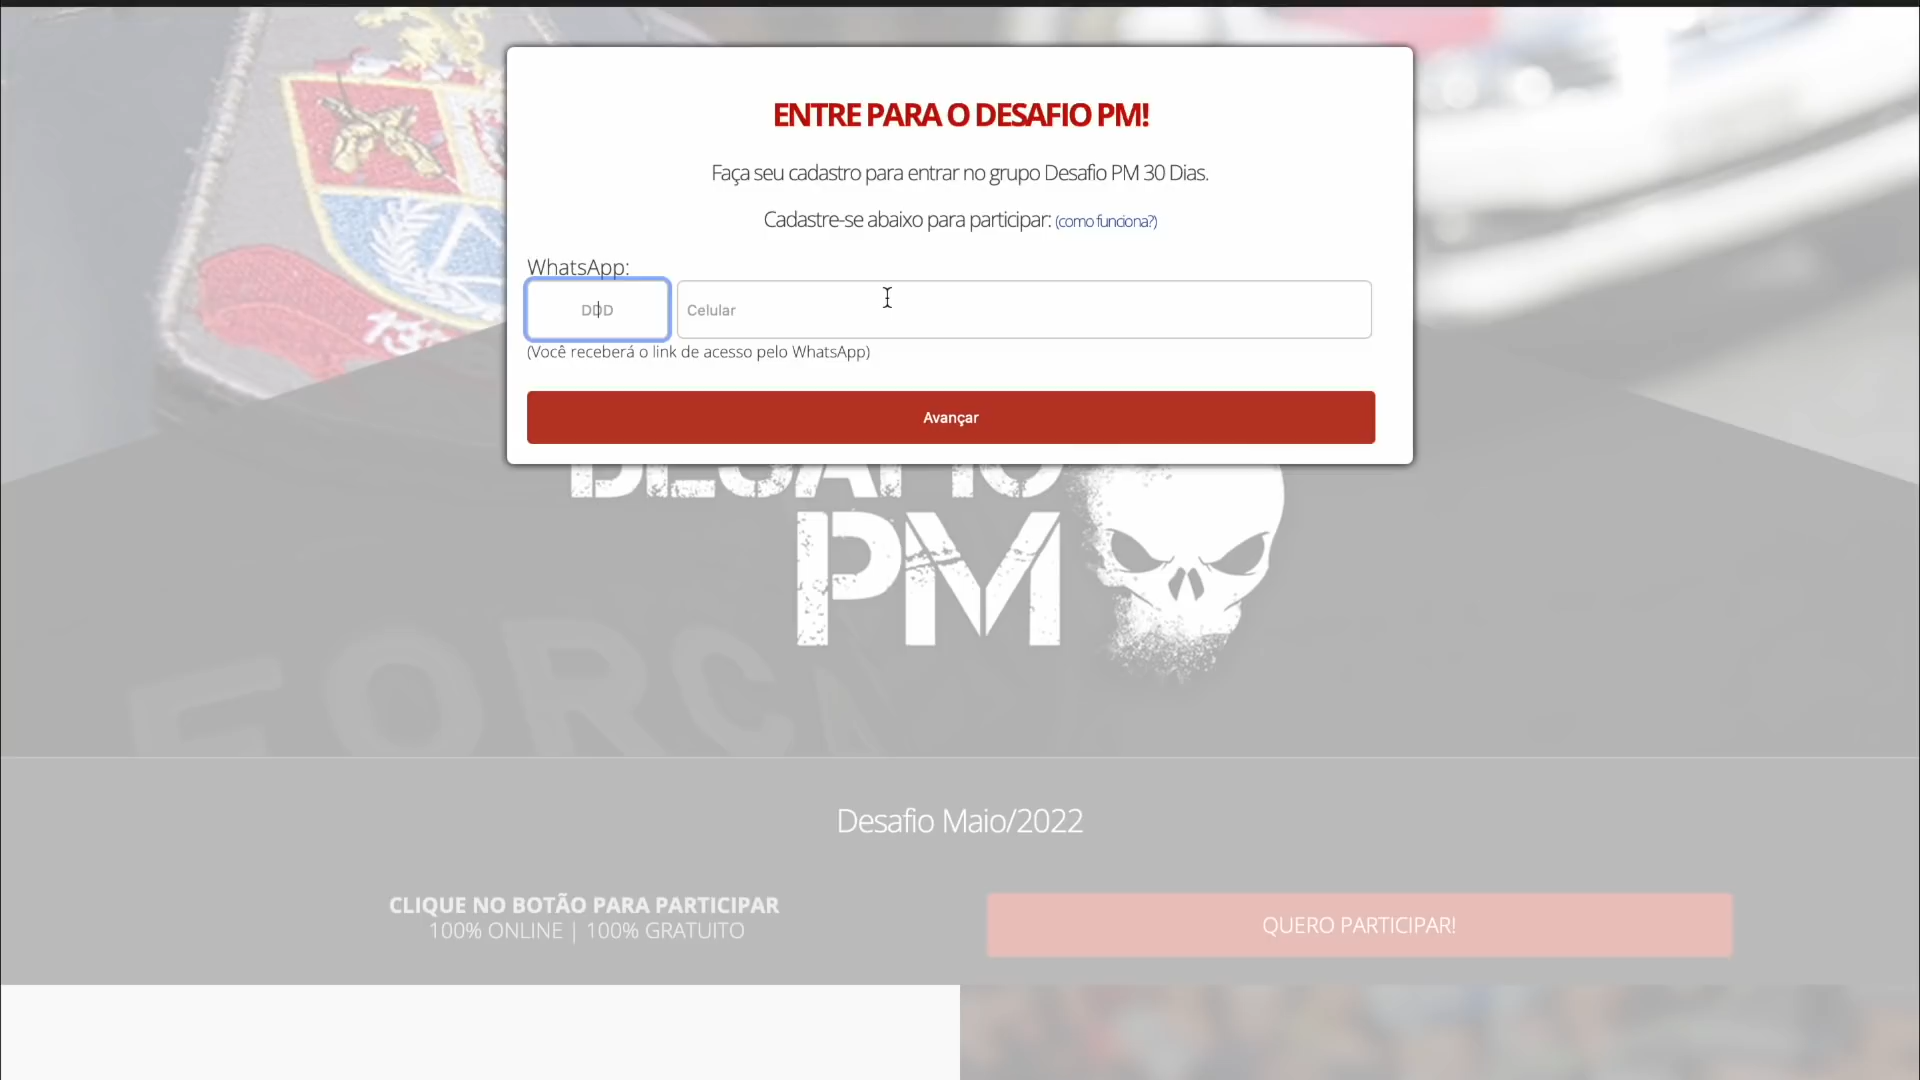 ENTRE PARA O DESAFIO PM!
Faça seu cadastro para entrar no grupo Desafio PM 30 Dias.
Cadastre-se abaixo para participar: (como funciona?)
WhatsApp:
DDD Celular
(Você receberá o link de acesso pelo WhatsApp)
Avançar
DESAFIO
PM
FORÇA
Desafio Maio/2022
CLIQUE NO BOTÃO PARA PARTICIPAR
100% ONLINE | 100% GRATUITO
QUERO PARTICIPAR!